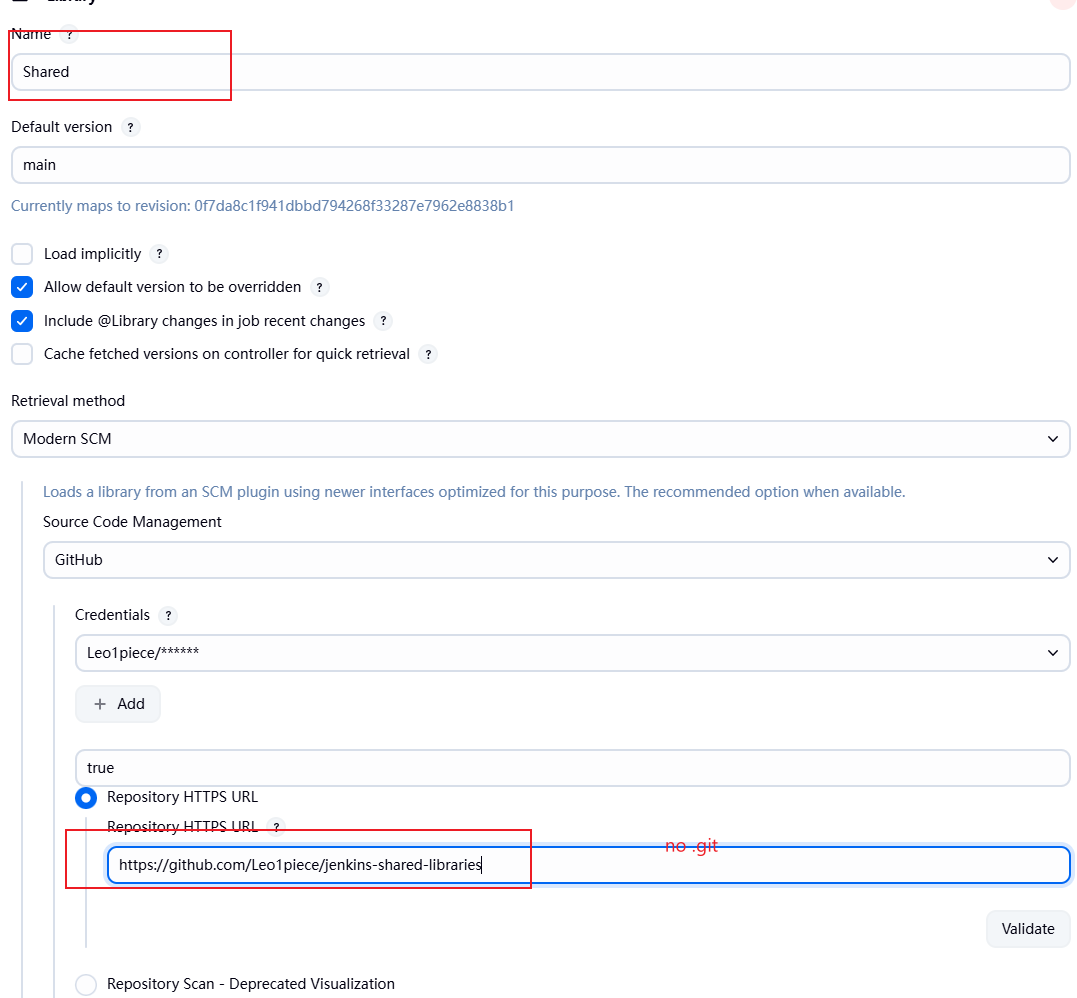 Library
Name ?
Shared
Default version ?
main
Currently maps to revision: 0f7da8c1f941dbbd794268f33287e7962e8838b1
Load implicitly ?
Allow default version to be overridden ?
Include @Library changes in job recent changes ?
Cache fetched versions on controller for quick retrieval ?
Retrieval method
Modern SCM
Loads a library from an SCM plugin using newer interfaces optimized for this purpose. The recommended option when available.
Source Code Management
GitHub
Credentials ?
Leo1piece/******
+ Add
true
Repository HTTPS URL
Repository HTTPS URL ?
no .git
https://github.com/Leo1piece/jenkins-shared-libraries
Validate
Repository Scan - Deprecated Visualization